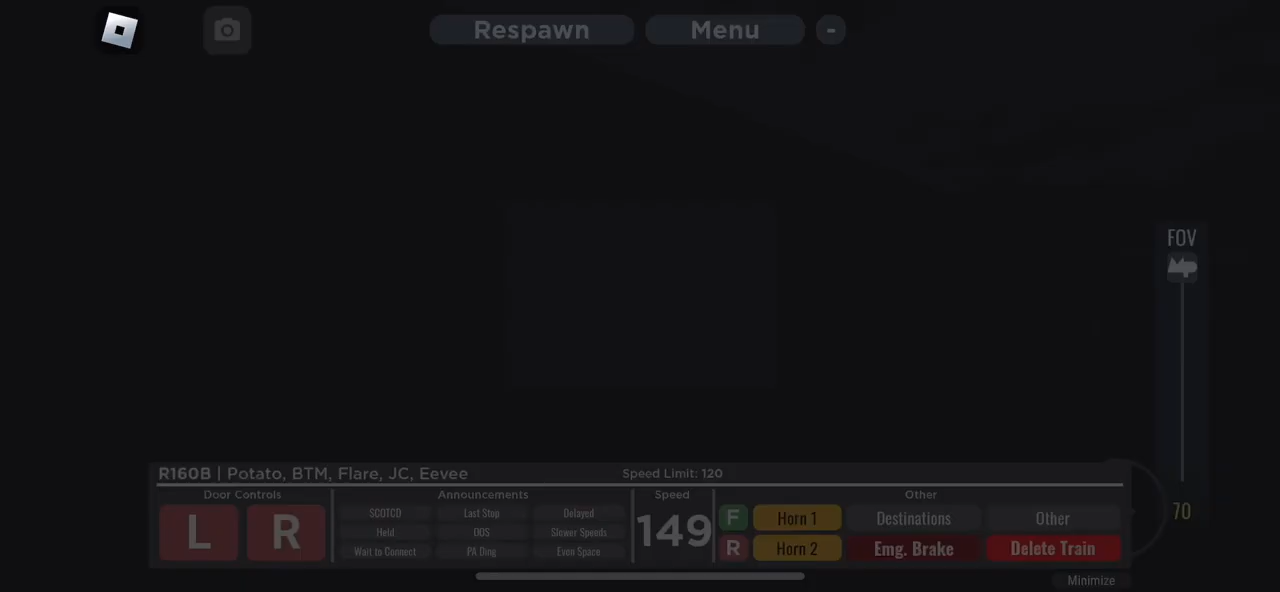 Respawn Menu -
FOV
R160B | Potato, BTM, Flare, JC, Eevee Speed Limit: 120
Door Controls Announcements Speed Other
L R SCOTCD Last Stop Delayed 149 F Horn 1 Destinations Other
Held OOS Slower Speeds R Horn 2 Emg. Brake Delete Train
Wait to Connect PA Ding Even Space
70
Minimize